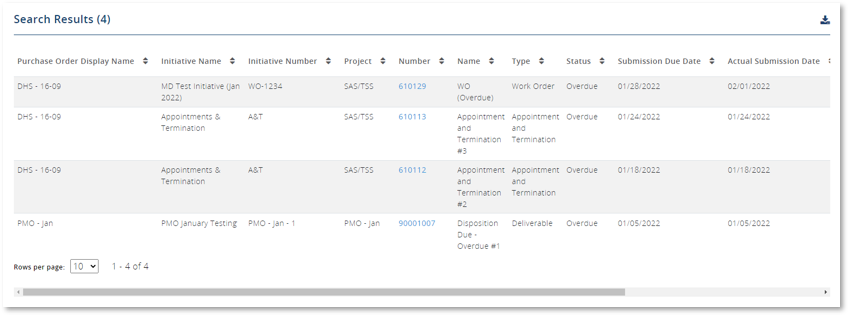 Search Results (4)
Purchase Order Display Name Initiative Name Initiative Number Project Number Name Type Status Submission Due Date Actual Submission Date
DHS - 16-09 MD Test Initiative (Jan 2022) WO-1234 SAS/TSS 610129 WO (Overdue) Work Order Overdue 01/28/2022 02/01/2022
DHS - 16-09 Appointments & Termination A&T SAS/TSS 610113 Appointment and Termination #3 Appointment and Termination Overdue 01/24/2022 01/24/2022
DHS - 16-09 Appointments & Termination A&T SAS/TSS 610112 Appointment and Termination #2 Appointment and Termination Overdue 01/18/2022 01/18/2022
PMO - Jan PMO January Testing PMO - Jan - 1 PMO - Jan 90001007 Disposition Due - Overdue #1 Deliverable Overdue 01/05/2022 01/05/2022
Rows per page: 10 1 - 4 of 4